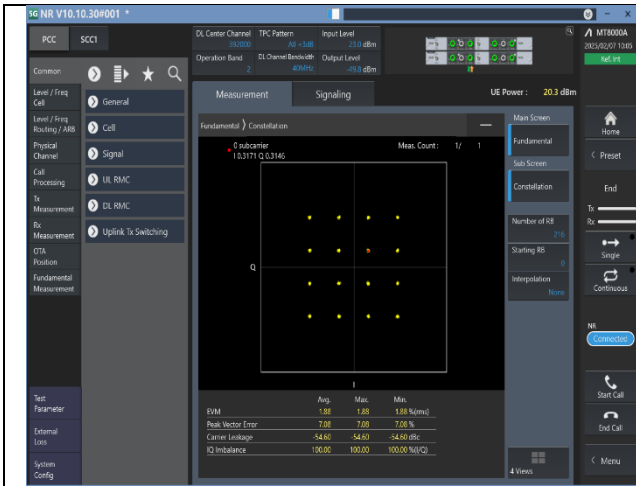 5G NR V10.10.30#001 *
PCC SCC1
DL Center Channel 392000 TPC Pattern All +3dB Input Level 23.0 dBm
Operation Band 2 DL Channel Bandwidth 40MHz Output Level -49.8 dBm
MT8000A
2023/02/07 13:05
Ref. Int
Common
Level / Freq
Cell
Level / Freq
Routing / ARB
Physical
Channel
Call
Processing
Tx
Measurement
Rx
Measurement
OTA
Position
Fundamental
Measurement
Test
Parameter
External
Loss
System
Config
General
Cell
Signal
UL RMC
DL RMC
Uplink Tx Switching
Measurement Signaling UE Power : 20.3 dBm
Fundamental Constellation
0 subcarrier Meas. Count : 1/ 1
I 0.3171 Q 0.3146
Q
I
Avg. Max. Min.
EVM 1.88 1.88 1.88 %(rms)
Peak Vector Error 7.08 7.08 7.08 %
Carrier Leakage -54.60 -54.60 -54.60 dBc
IQ Imbalance 100.00 100.00 100.00 %(I/Q)
Main Screen
Fundamental
Sub Screen
Constellation
Number of RB
216
Starting RB
0
Interpolation
None
4 Views
Home
Preset
End
Tx
Rx
Single
Continuous
NR
Connected
Start Call
End Call
Menu